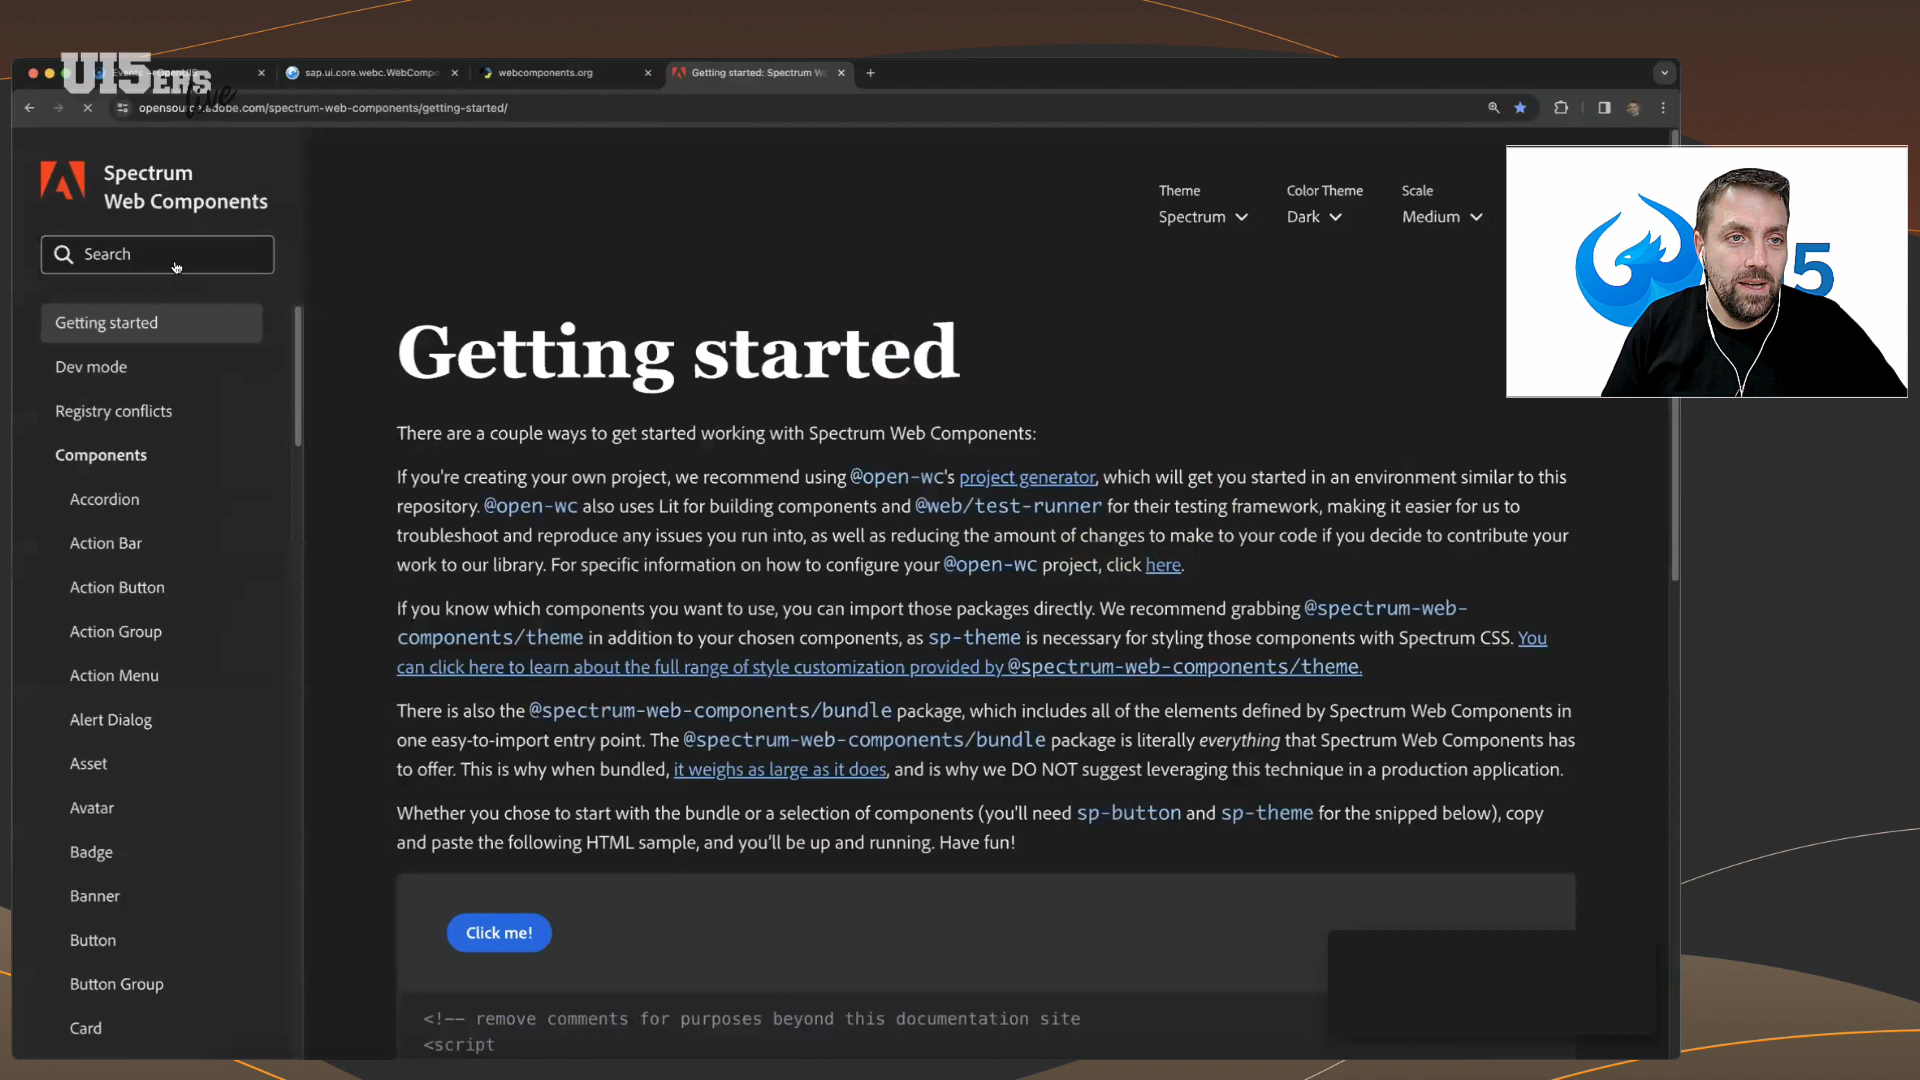 UI5ERS
live
Events - OpenUI5
sap.ui.core.webc.WebCompo
webcomponents.org
Getting started: Spectrum W
opensource.adobe.com/spectrum-web-components/getting-started/
Spectrum
Web Components
Search
Getting started
Dev mode
Registry conflicts
Components
Accordion
Action Bar
Action Button
Action Group
Action Menu
Alert Dialog
Asset
Avatar
Badge
Banner
Button
Button Group
Card
Theme
Spectrum
Color Theme
Dark
Scale
Medium
5
Getting started
There are a couple ways to get started working with Spectrum Web Components:
If you're creating your own project, we recommend using @open-wc's project generator, which will get you started in an environment similar to this
repository. @open-wc also uses Lit for building components and @web/test-runner for their testing framework, making it easier for us to
troubleshoot and reproduce any issues you run into, as well as reducing the amount of changes to make to your code if you decide to contribute your
work to our library. For specific information on how to configure your @open-wc project, click here.
If you know which components you want to use, you can import those packages directly. We recommend grabbing @spectrum-web-
components/theme in addition to your chosen components, as sp-theme is necessary for styling those components with Spectrum CSS. You
can click here to learn about the full range of style customization provided by @spectrum-web-components/theme.
There is also the @spectrum-web-components/bundle package, which includes all of the elements defined by Spectrum Web Components in
one easy-to-import entry point. The @spectrum-web-components/bundle package is literally everything that Spectrum Web Components has
to offer. This is why when bundled, it weighs as large as it does, and is why we DO NOT suggest leveraging this technique in a production application.
Whether you chose to start with the bundle or a selection of components (you'll need sp-button and sp-theme for the snipped below), copy
and paste the following HTML sample, and you'll be up and running. Have fun!
Click me!
<!-- remove comments for purposes beyond this documentation site
<script